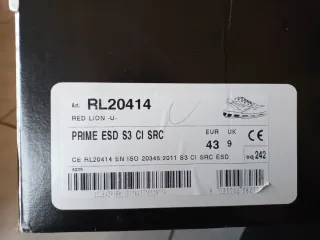 Art. RL20414
RED LION -U-
PRIME ESD S3 CI SRC
EUR UK
43 9
CE
CE RL20414 EN ISO 20345:2011 S3 CI SRC ESD
sq.242